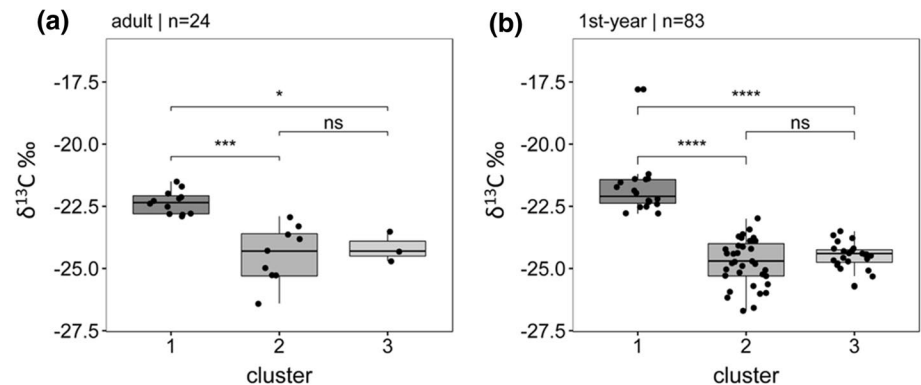 (a) adult | n=24
δ¹³C ‰
-17.5
-20.0
-22.5
-25.0
-27.5
*
ns
***
1 2 3
cluster
(b) 1st-year | n=83
δ¹³C ‰
-17.5
-20.0
-22.5
-25.0
-27.5
****
ns
****
1 2 3
cluster